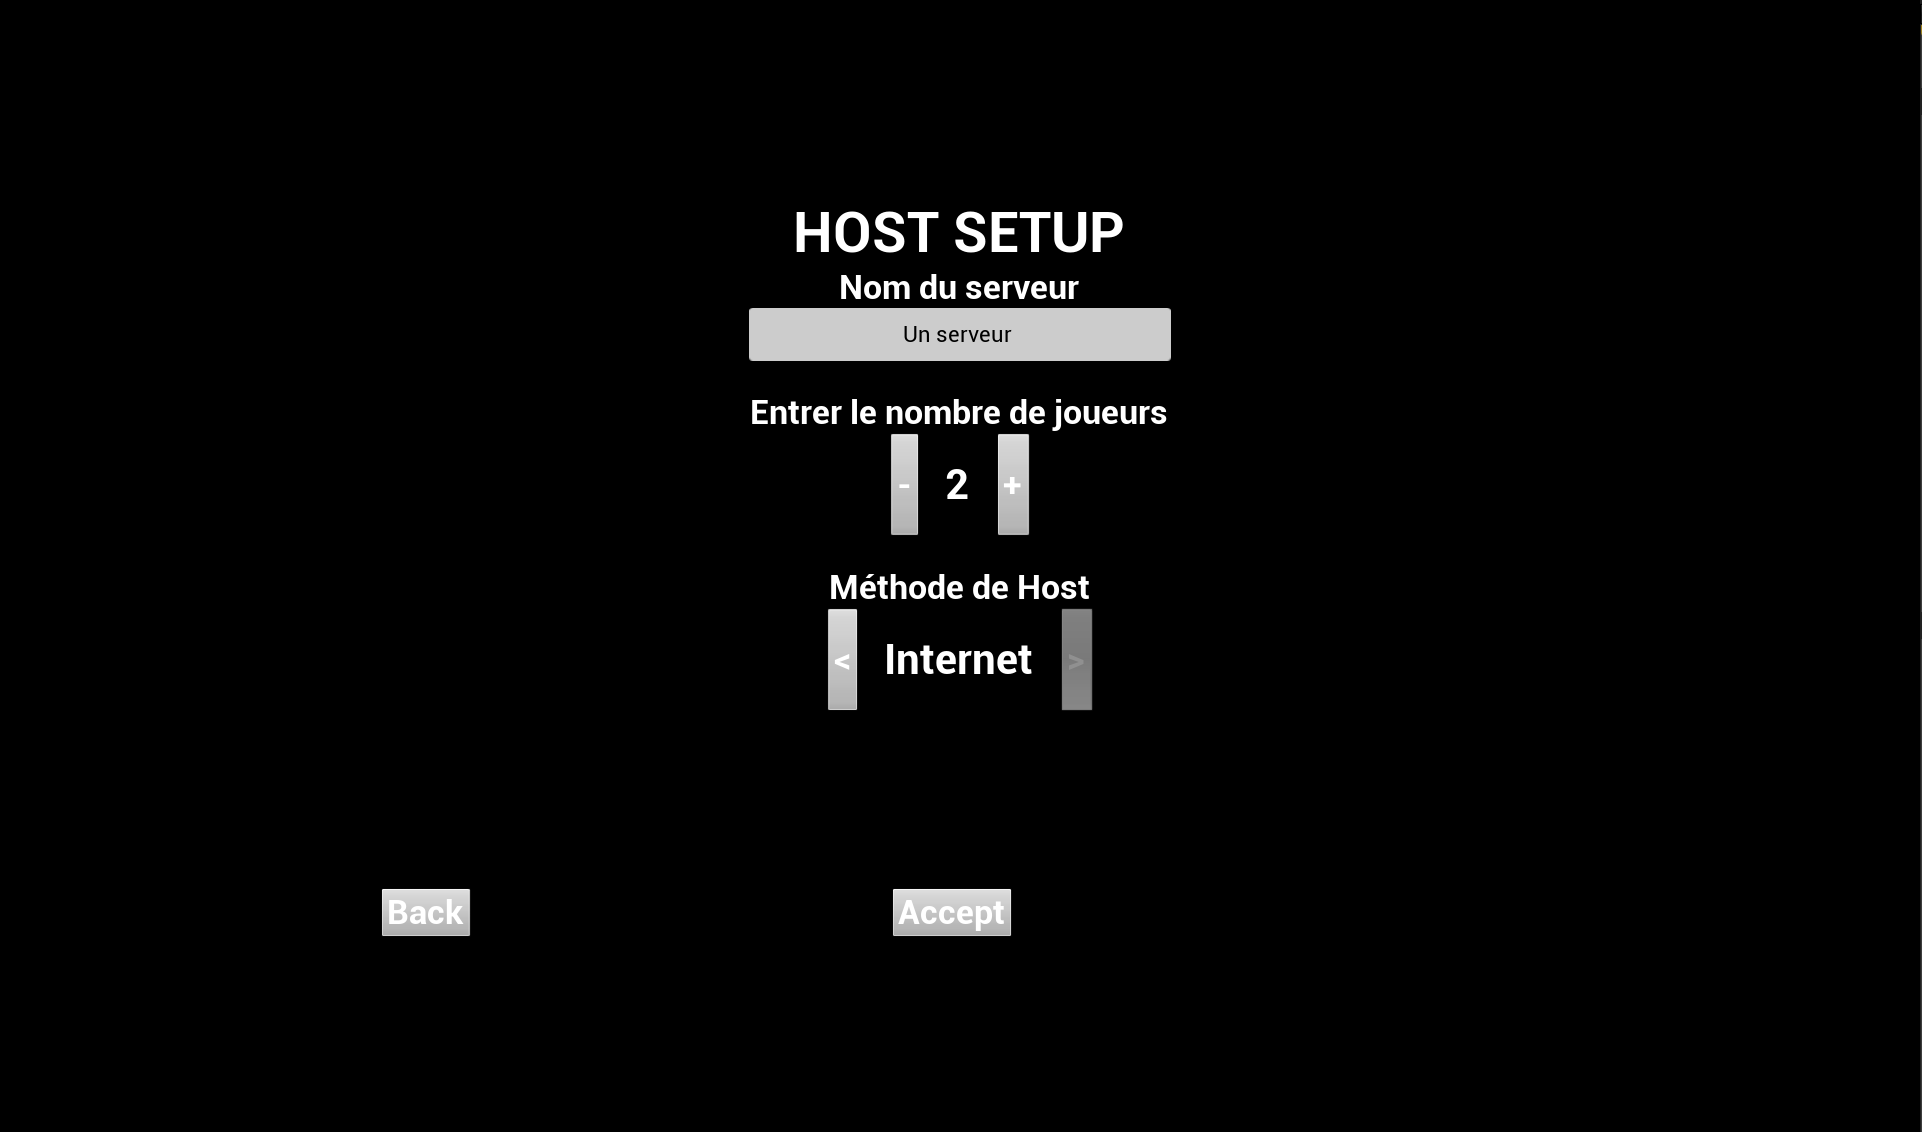 HOST SETUP
Nom du serveur
Un serveur
Entrer le nombre de joueurs
- 2 +
Méthode de Host
< Internet >
Back Accept